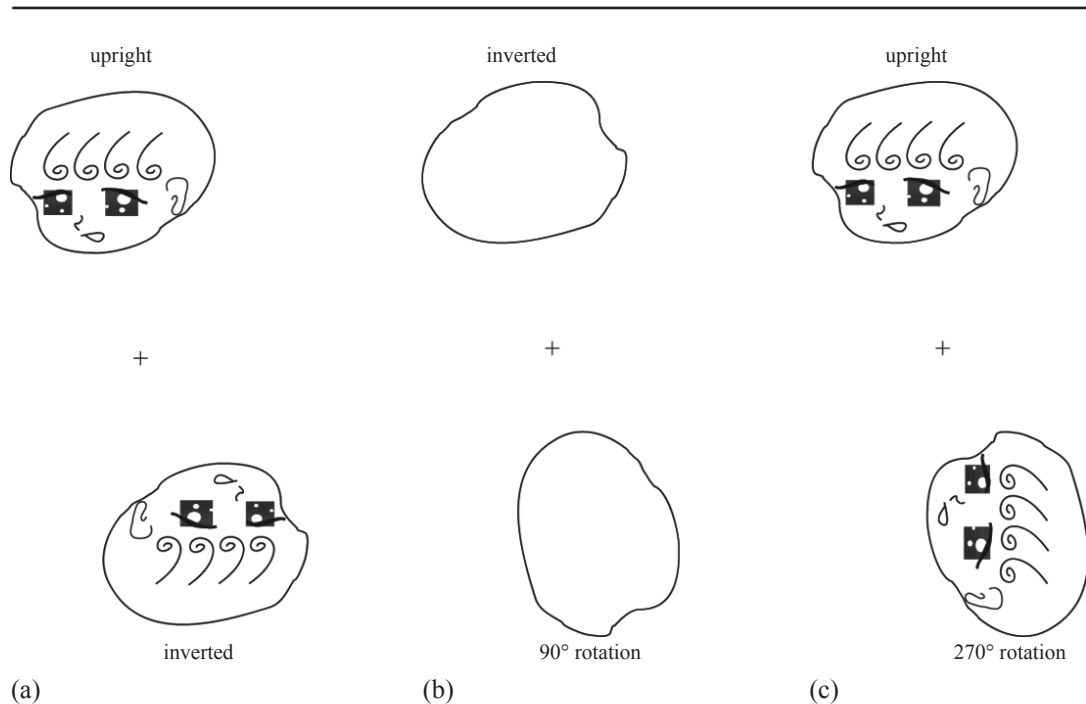 upright
inverted
upright
+
+
+
inverted
90° rotation
270° rotation
(a)
(b)
(c)